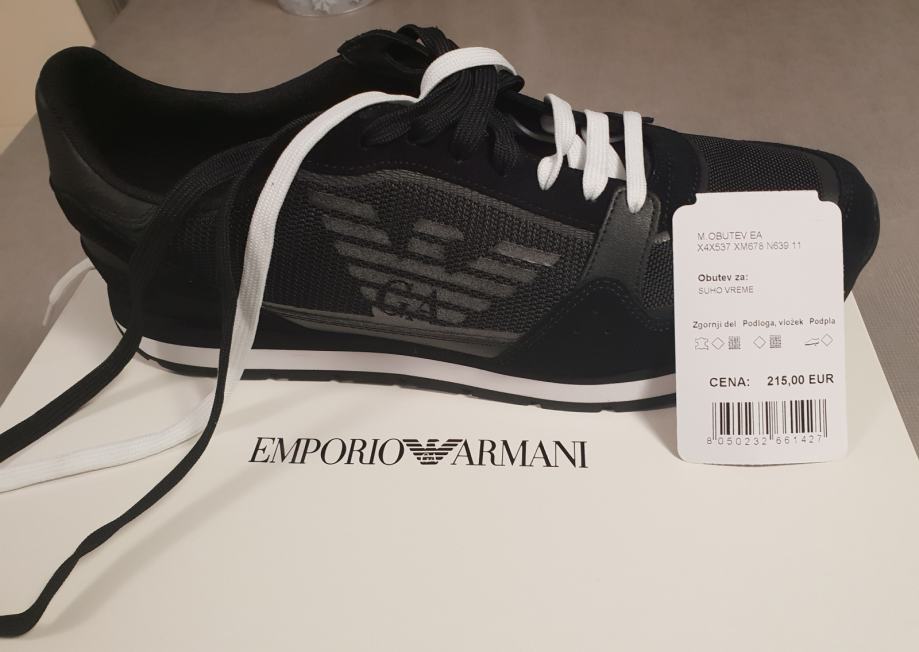 GA
M.OBUTEV EA
X4X537 XM678 N639 11
Obutev za:
SUHO VREME
Zgornji del Podloga, vložek Podpla
CENA: 215,00 EUR
8 050232 661427
EMPORIO ARMANI